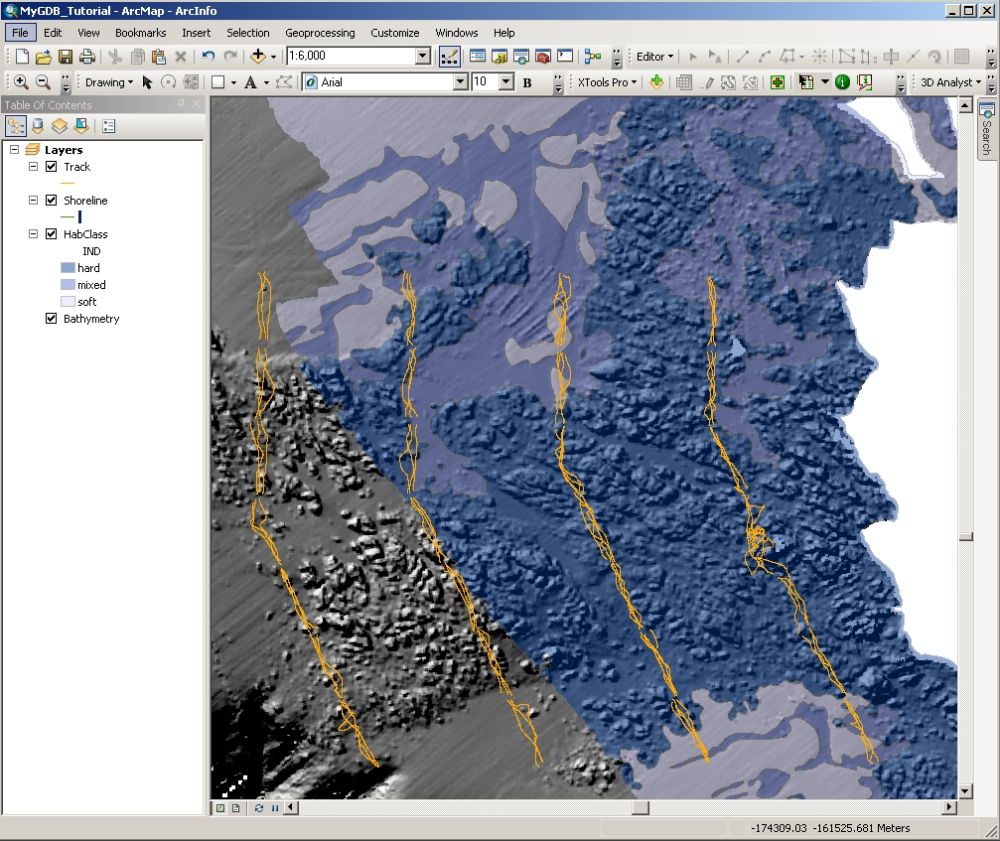 MyGDB_Tutorial - ArcMap - ArcInfo
File Edit View Bookmarks Insert Selection Geoprocessing Customize Windows Help
1:6,000 Editor
Drawing Arial 10 B XTools Pro 3D Analyst
Table Of Contents
Search
Layers
Track
Shoreline
HabClass
IND
hard
mixed
soft
Bathymetry
-174309.03 -161525.681 Meters